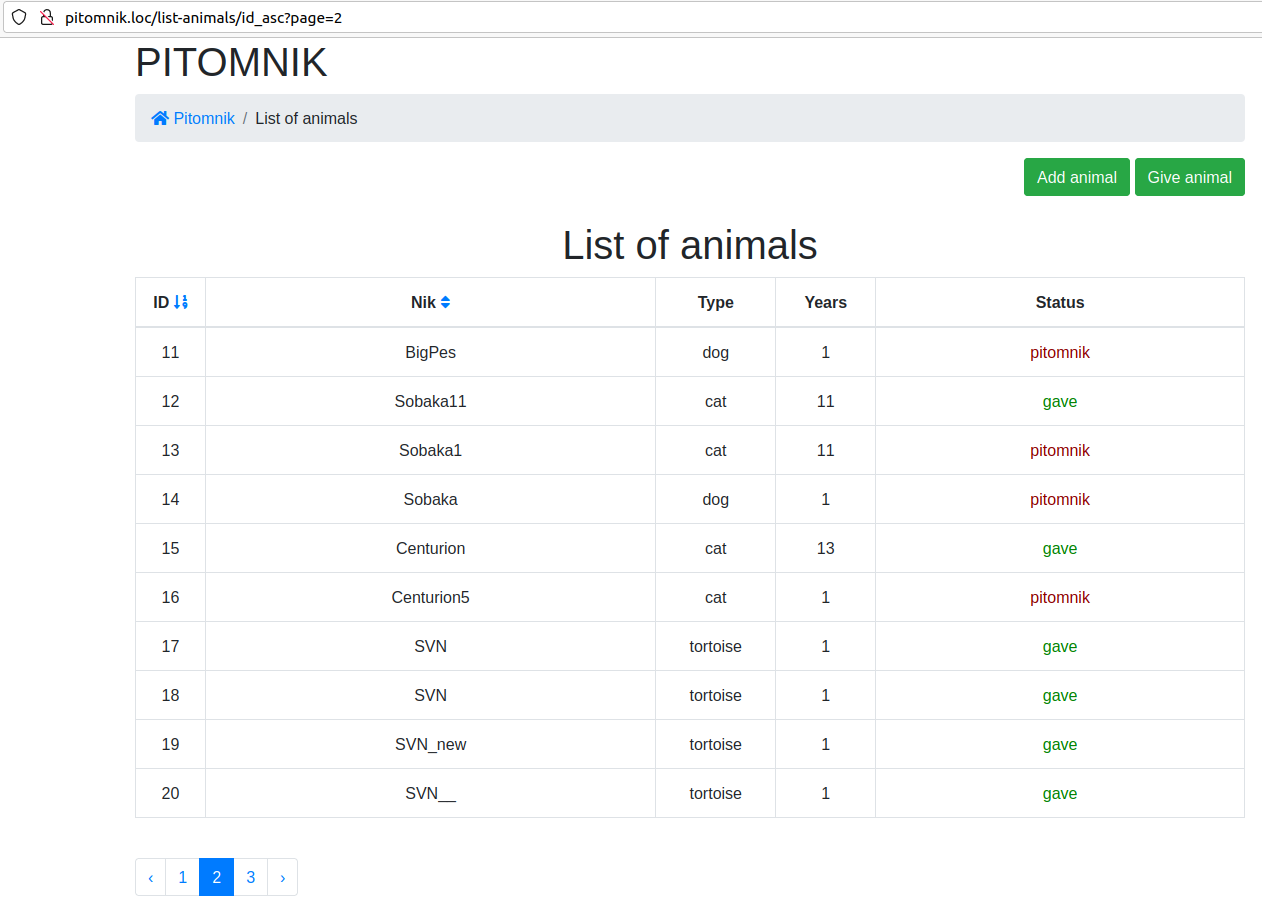 pitomnik.loc/list-animals/id_asc?page=2
PITOMNIK
Pitomnik / List of animals
Add animal Give animal
List of animals
ID Nik Type Years Status
11 BigPes dog 1 pitomnik
12 Sobaka11 cat 11 gave
13 Sobaka1 cat 11 pitomnik
14 Sobaka dog 1 pitomnik
15 Centurion cat 13 gave
16 Centurion5 cat 1 pitomnik
17 SVN tortoise 1 gave
18 SVN tortoise 1 gave
19 SVN_new tortoise 1 gave
20 SVN__ tortoise 1 gave
‹ 1 2 3 ›